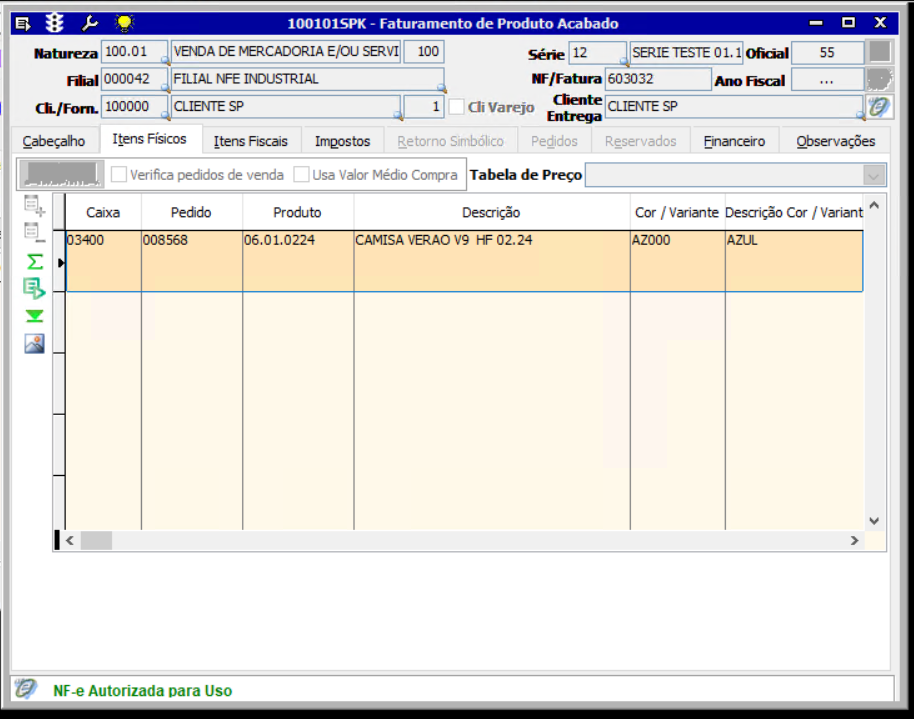 100101SPK - Faturamento de Produto Acabado
Natureza 100.01 VENDA DE MERCADORIA E/OU SERVI 100 Série 12 SERIE TESTE 01.1 Oficial 55
Filial 000042 FILIAL NFE INDUSTRIAL NF/Fatura 603032 Ano Fiscal ...
Cli./Forn. 100000 CLIENTE SP 1 Cli Varejo Cliente Entrega CLIENTE SP
Cabeçalho Itens Físicos Itens Fiscais Impostos Retorno Simbólico Pedidos Reservados Financeiro Observações
Verifica pedidos de venda Usa Valor Médio Compra Tabela de Preço
Caixa Pedido Produto Descrição Cor / Variante Descrição Cor / Variant
03400 008568 06.01.0224 CAMISA VERAO V9 HF 02.24 AZ000 AZUL
NF-e Autorizada para Uso